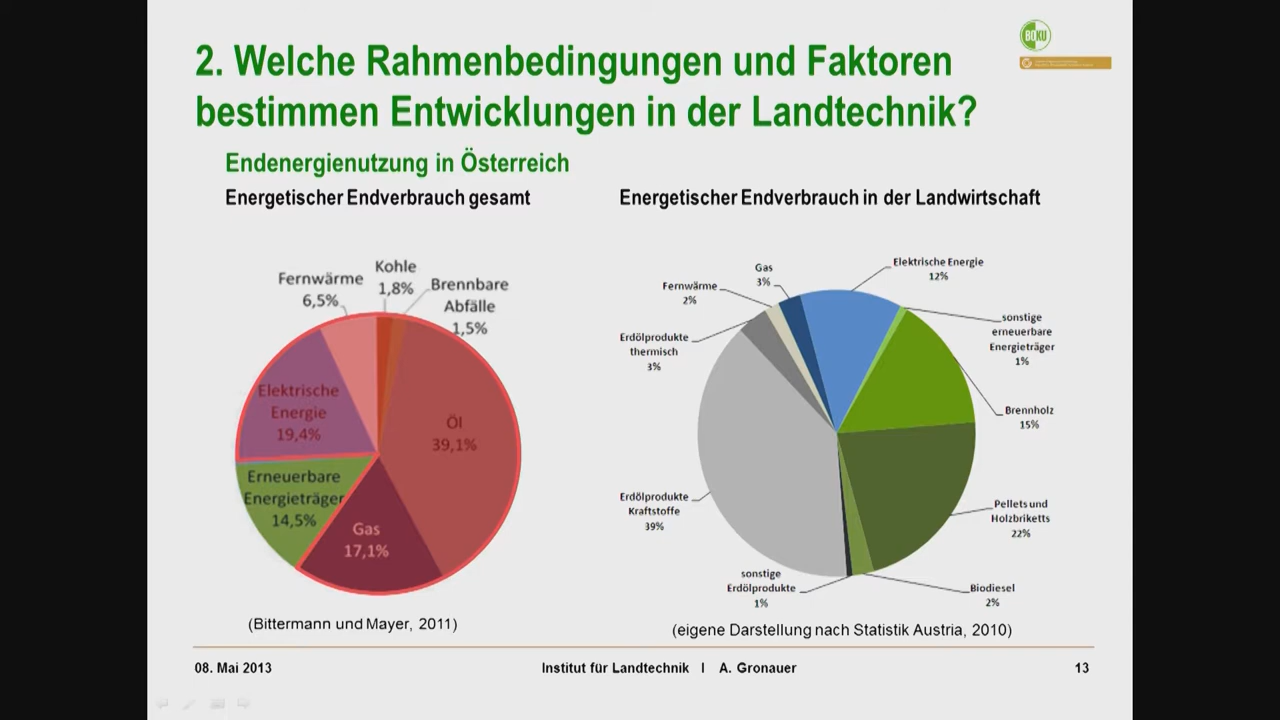 BOKU
2. Welche Rahmenbedingungen und Faktoren
bestimmen Entwicklungen in der Landtechnik?
Endenergienutzung in Österreich
Energetischer Endverbrauch gesamt
Fernwärme
6,5%
Kohle
1,8%
Brennbare
Abfälle
1,5%
Elektrische
Energie
19,4%
Öl
39,1%
Erneuerbare
Energieträger
14,5%
Gas
17,1%
(Bittermann und Mayer, 2011)
Energetischer Endverbrauch in der Landwirtschaft
Elektrische Energie
12%
Gas
3%
Fernwärme
2%
sonstige
erneuerbare
Energieträger
1%
Erdölprodukte
thermisch
3%
Brennholz
15%
Erdölprodukte
Kraftstoffe
39%
Pellets und
Holzbriketts
22%
sonstige
Erdölprodukte
1%
Biodiesel
2%
(eigene Darstellung nach Statistik Austria, 2010)
08. Mai 2013
Institut für Landtechnik I A. Gronauer
13